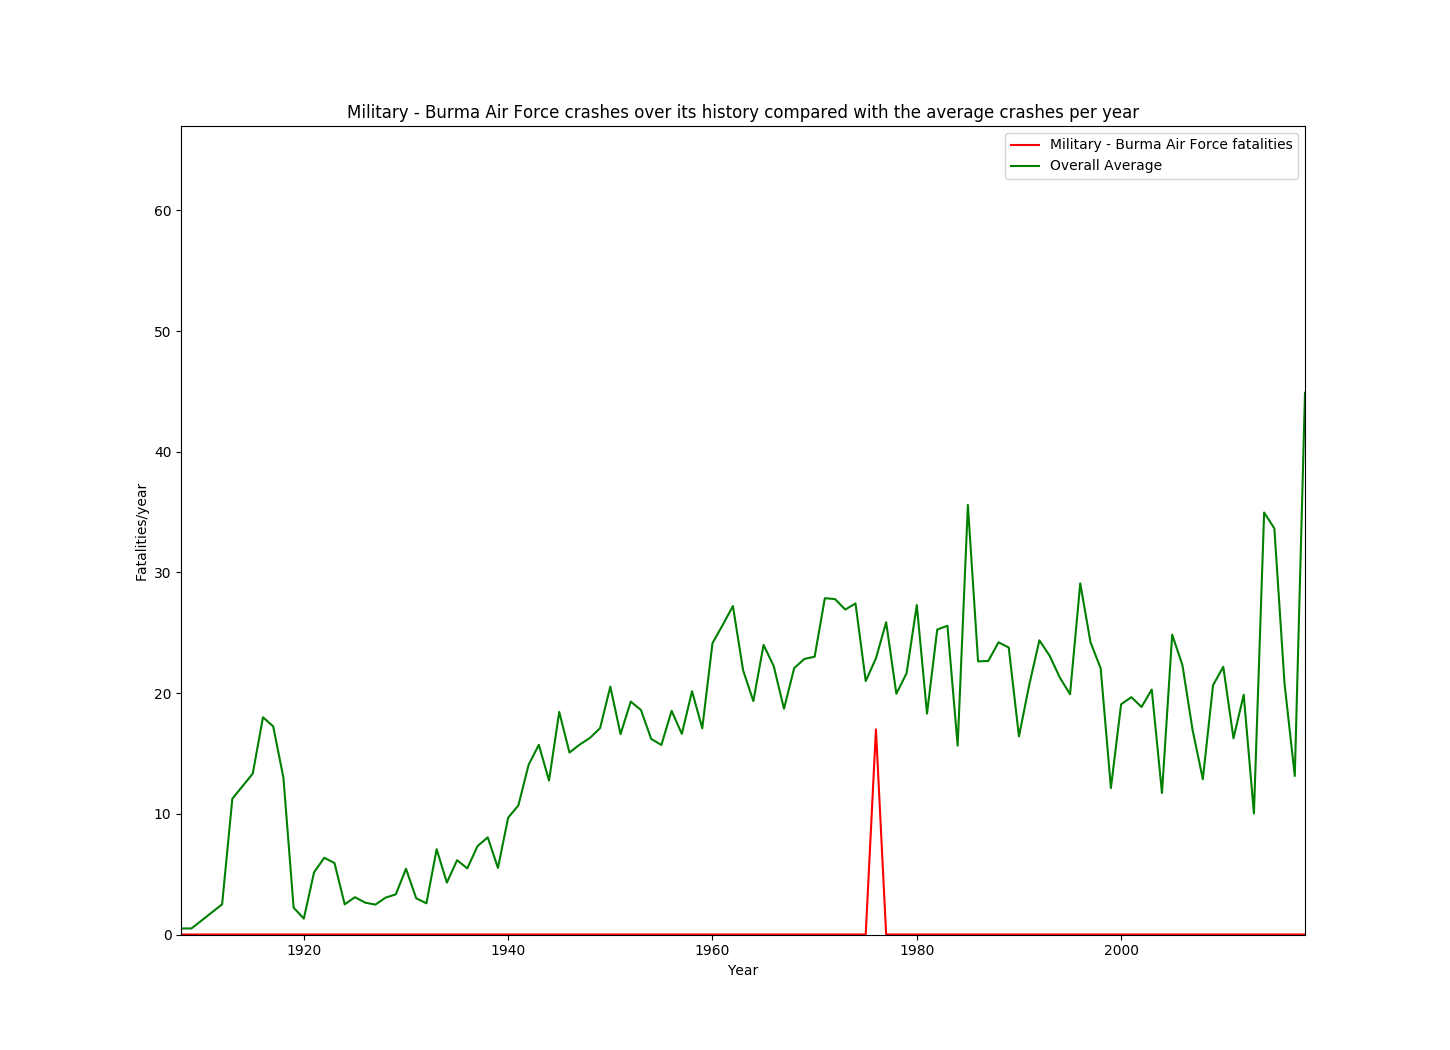 Military - Burma Air Force crashes over its history compared with the average crashes per year
Military - Burma Air Force fatalities
Overall Average
60
50
40
30
20
10
0
Fatalities/year
1920 1940 1960 1980 2000
Year